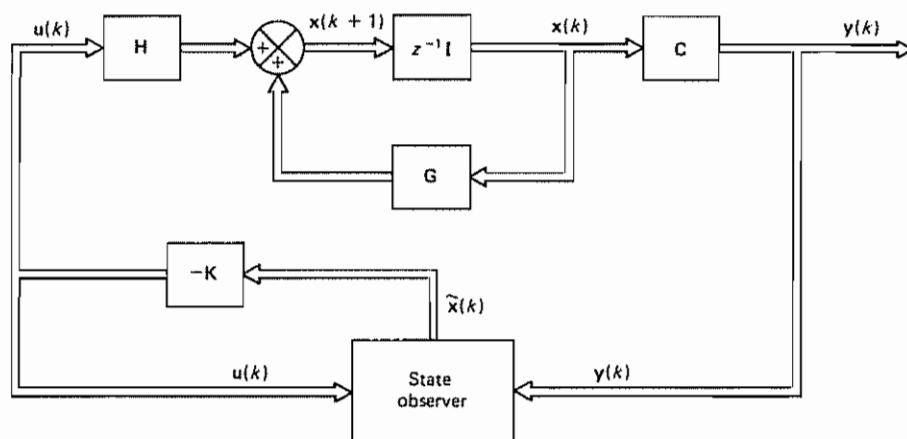 u(k)
H
+
+
x(k + 1)
z⁻¹I
x(k)
C
y(k)
G
−K
x̃(k)
u(k)
State
observer
y(k)